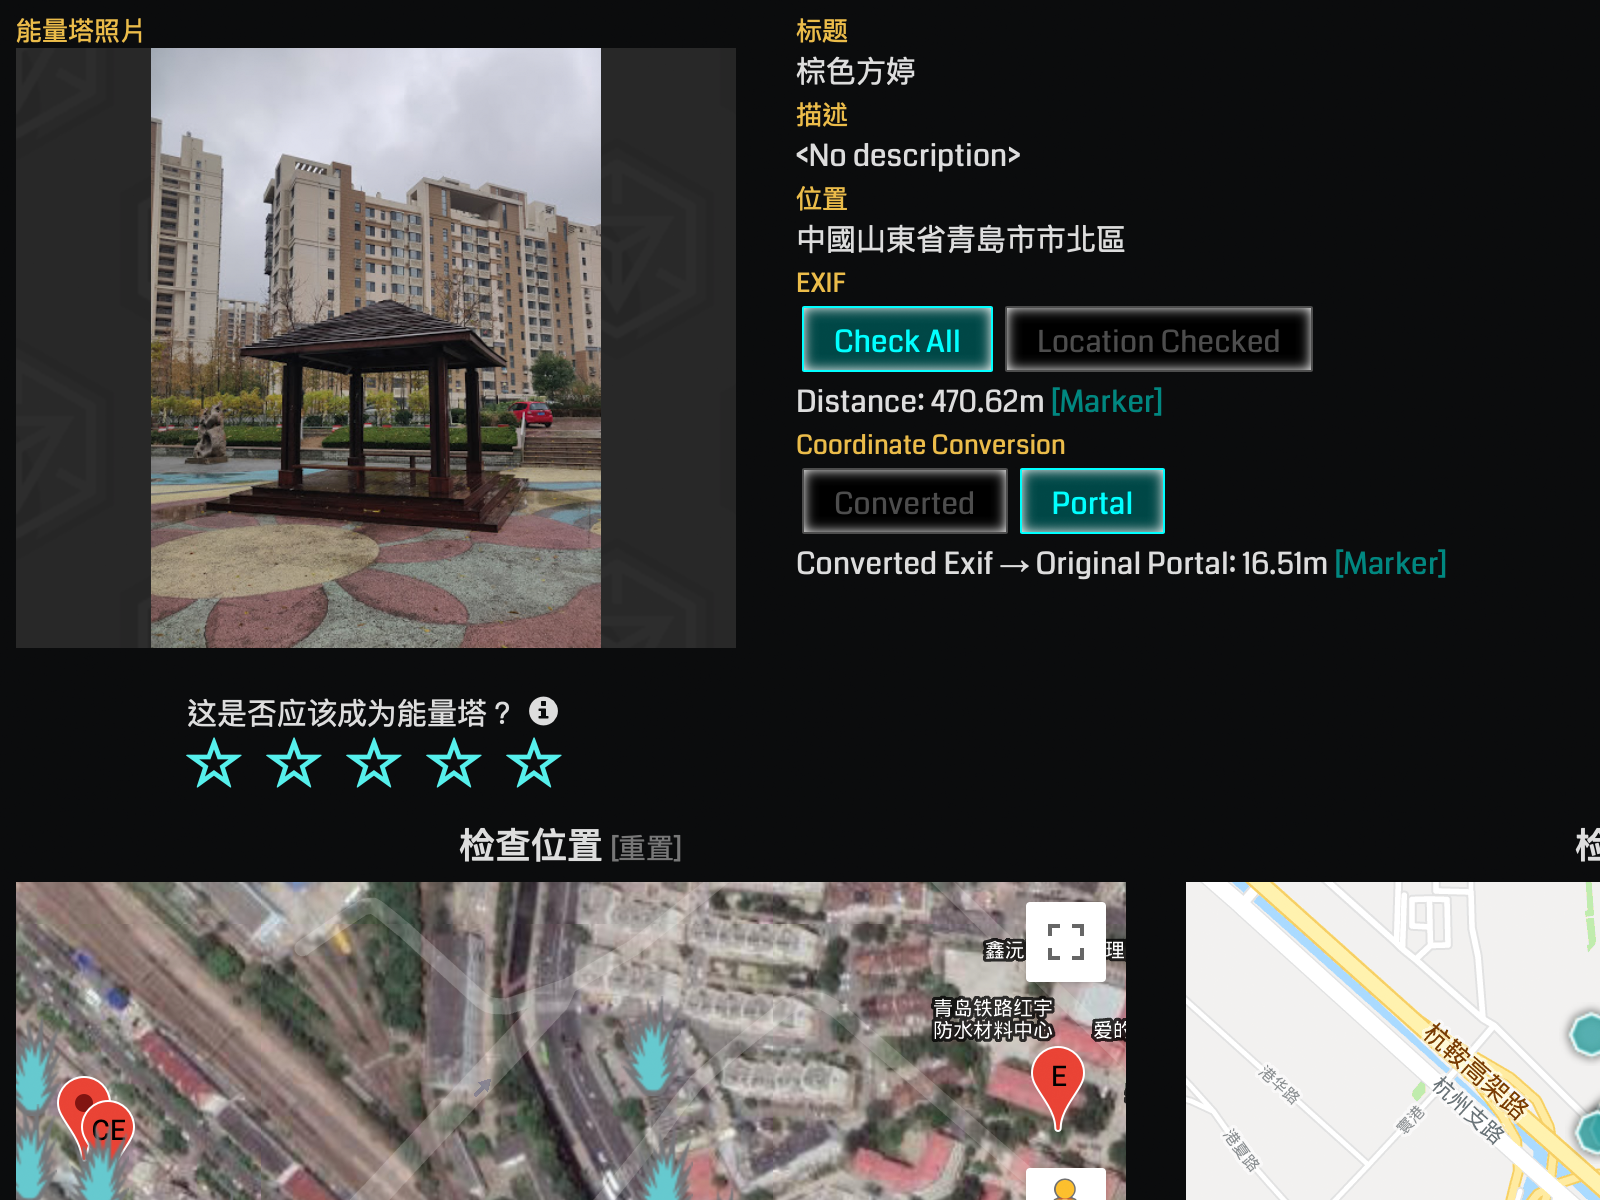 能量塔照片
标题
棕色方婷
描述
<No description>
位置
中國山東省青島市市北區
EXIF
Check All
Location Checked
Distance: 470.62m [Marker]
Coordinate Conversion
Converted
Portal
Converted Exif → Original Portal: 16.51m [Marker]
这是否应该成为能量塔？
检查位置 [重置]
鑫沅
理
青岛铁路红宇
防水材料中心
爱的
E
CE
杭鞍高架路
杭州支路
港华路
港夏路